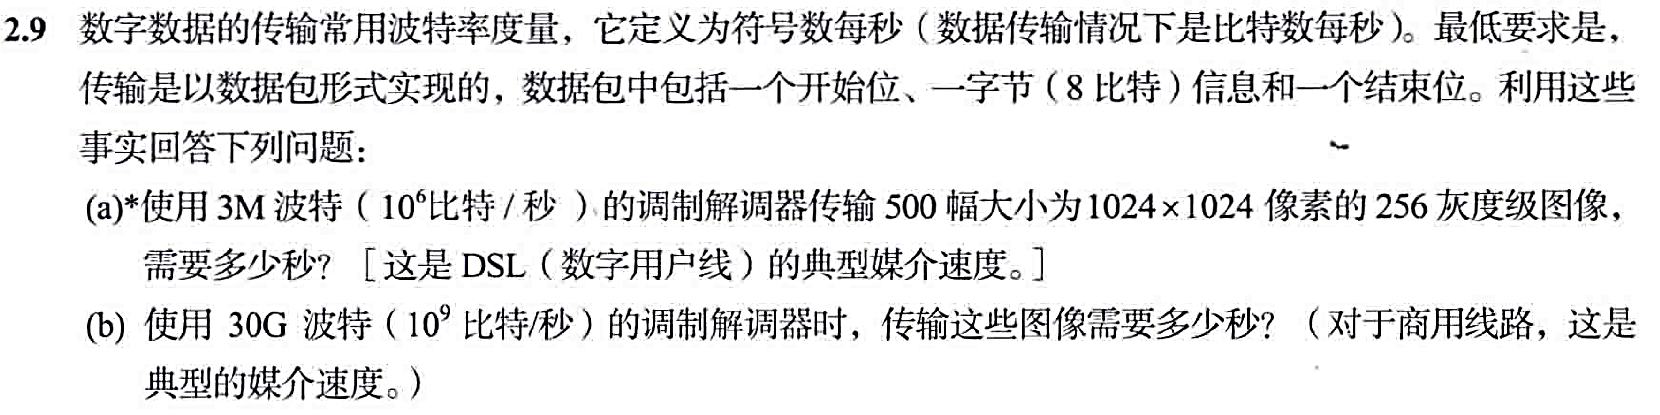 2.9 数字数据的传输常用波特率度量，它定义为符号数每秒（数据传输情况下是比特数每秒）。最低要求是，
传输是以数据包形式实现的，数据包中包括一个开始位、一字节（8 比特）信息和一个结束位。利用这些
事实回答下列问题：
(a)*使用 3M 波特（10⁶比特 / 秒 ）的调制解调器传输 500 幅大小为1024×1024 像素的 256 灰度级图像，
需要多少秒？［这是 DSL（数字用户线）的典型媒介速度。］
(b) 使用 30G 波特（10⁹ 比特/秒）的调制解调器时，传输这些图像需要多少秒？（对于商用线路，这是
典型的媒介速度。）